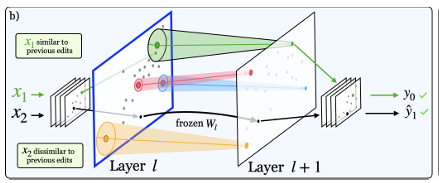 b)
x₁ similar to
previous edits
x₁
x₂
frozen Wₗ
y₀ ✓
ŷ₁ ✓
x₂ dissimilar to
previous edits
Layer l
Layer l + 1